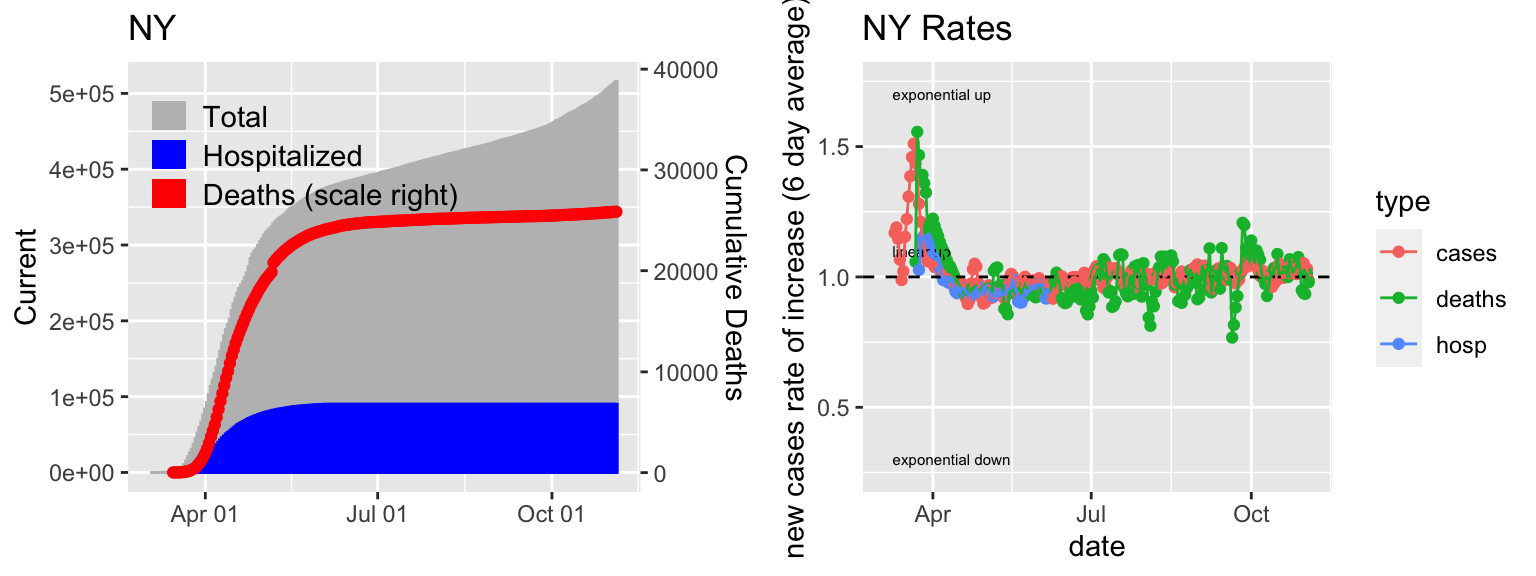 NY
5e+05
4e+05
3e+05
2e+05
1e+05
0e+00
Current
Total
Hospitalized
Deaths (scale right)
40000
30000
20000
10000
0
Cumulative Deaths
Apr 01
Jul 01
Oct 01
NY Rates
new cases rate of increase (6 day average)
1.5
1.0
0.5
exponential up
linear up
exponential down
Apr
Jul
Oct
date
type
cases
deaths
hosp